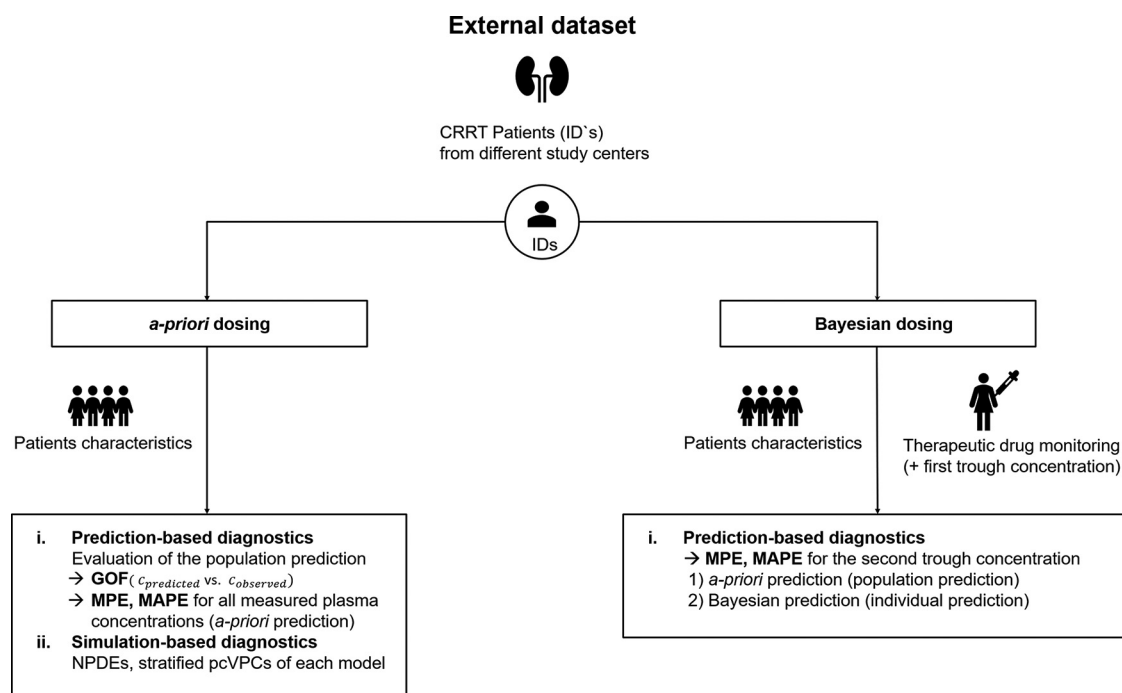 External dataset
CRRT Patients (ID`s)
from different study centers
IDs
a-priori dosing
Patients characteristics
i. Prediction-based diagnostics
Evaluation of the population prediction
→ GOF( c_predicted vs. c_observed)
→ MPE, MAPE for all measured plasma
concentrations (a-priori prediction)
ii. Simulation-based diagnostics
NPDEs, stratified pcVPCs of each model
Bayesian dosing
Patients characteristics
Therapeutic drug monitoring
(+ first trough concentration)
i. Prediction-based diagnostics
→ MPE, MAPE for the second trough concentration
1) a-priori prediction (population prediction)
2) Bayesian prediction (individual prediction)